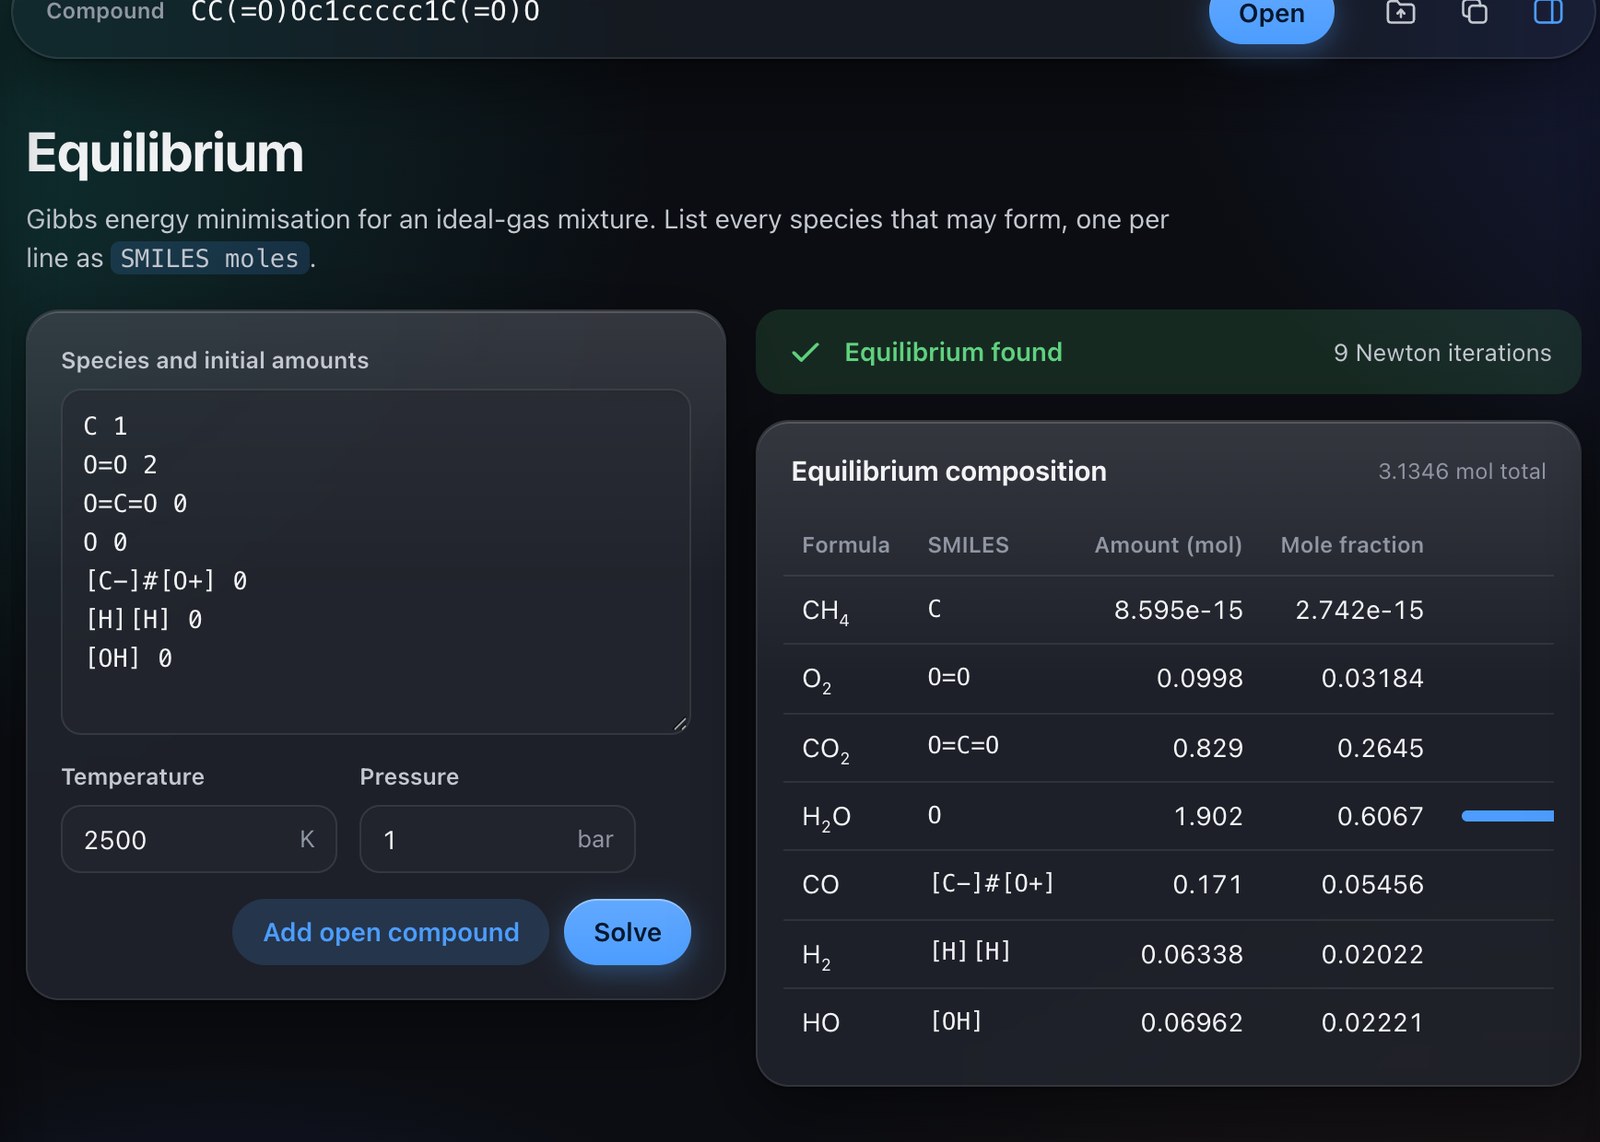 Compound CC(=O)Oc1ccccc1C(=O)O Open
Equilibrium
Gibbs energy minimisation for an ideal-gas mixture. List every species that may form, one per
line as SMILES moles.
Species and initial amounts
C 1
O=O 2
O=C=O 0
O 0
[C-]#[O+] 0
[H][H] 0
[OH] 0
Temperature Pressure
2500 K 1 bar
Add open compound Solve
Equilibrium found 9 Newton iterations
Equilibrium composition 3.1346 mol total
Formula SMILES Amount (mol) Mole fraction
CH₄ C 8.595e-15 2.742e-15
O₂ O=O 0.0998 0.03184
CO₂ O=C=O 0.829 0.2645
H₂O O 1.902 0.6067
CO [C-]#[O+] 0.171 0.05456
H₂ [H][H] 0.06338 0.02022
HO [OH] 0.06962 0.02221